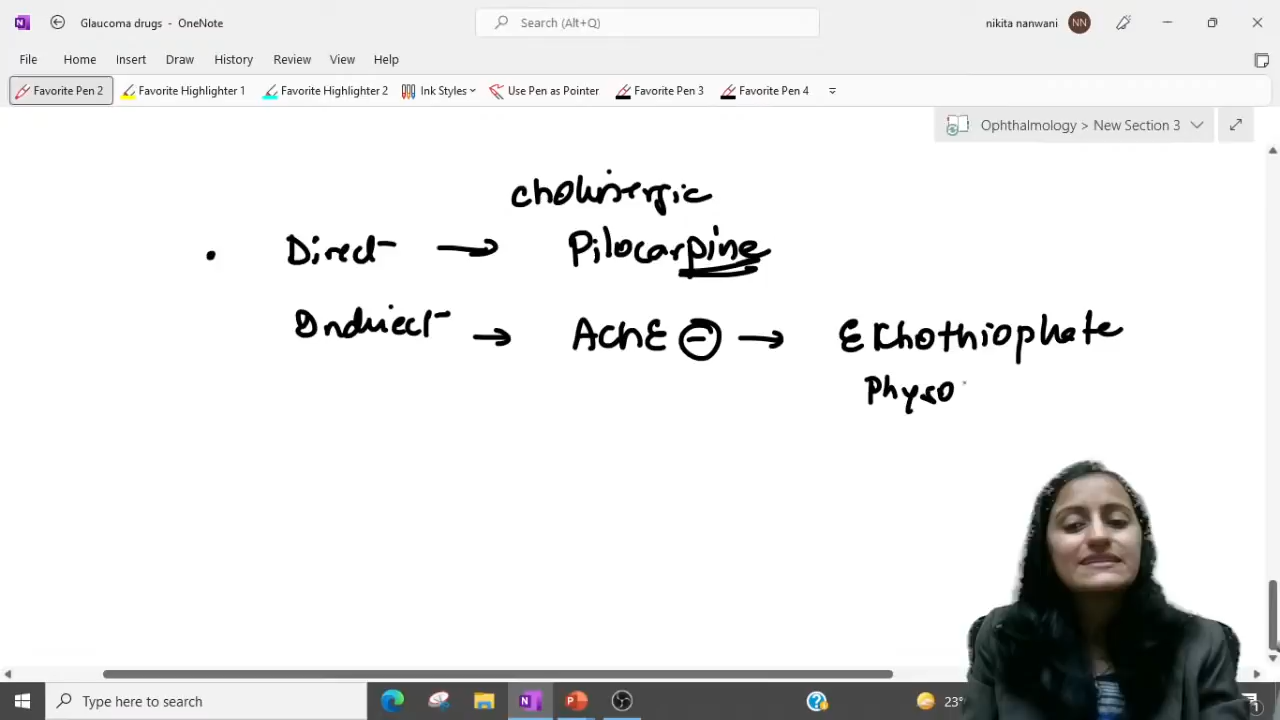 Glaucoma drugs - OneNote
Search (Alt+Q)
nikita nanwani NN
File Home Insert Draw History Review View Help
Favorite Pen 2 Favorite Highlighter 1 Favorite Highlighter 2 Ink Styles Use Pen as Pointer Favorite Pen 3 Favorite Pen 4
Ophthalmology > New Section 3
cholinergic
• Direct → Pilocarpine
Indirect → AChE ⊖ → Ekhothiophate
Physo
Type here to search
23°
1